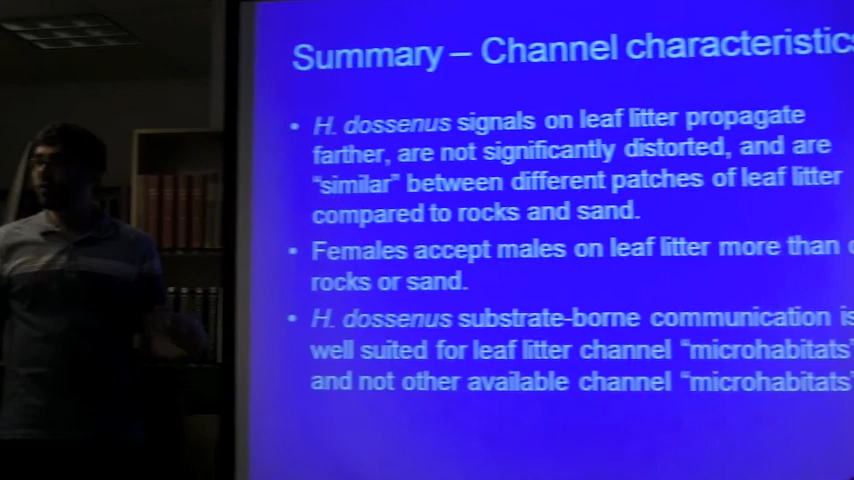 Summary – Channel characteristics
• H. dossenus signals on leaf litter propagate
farther, are not significantly distorted, and are
“similar” between different patches of leaf litter
compared to rocks and sand.
• Females accept males on leaf litter more than
rocks or sand.
• H. dossenus substrate-borne communication is
well suited for leaf litter channel “microhabitats”
and not other available channel “microhabitats”